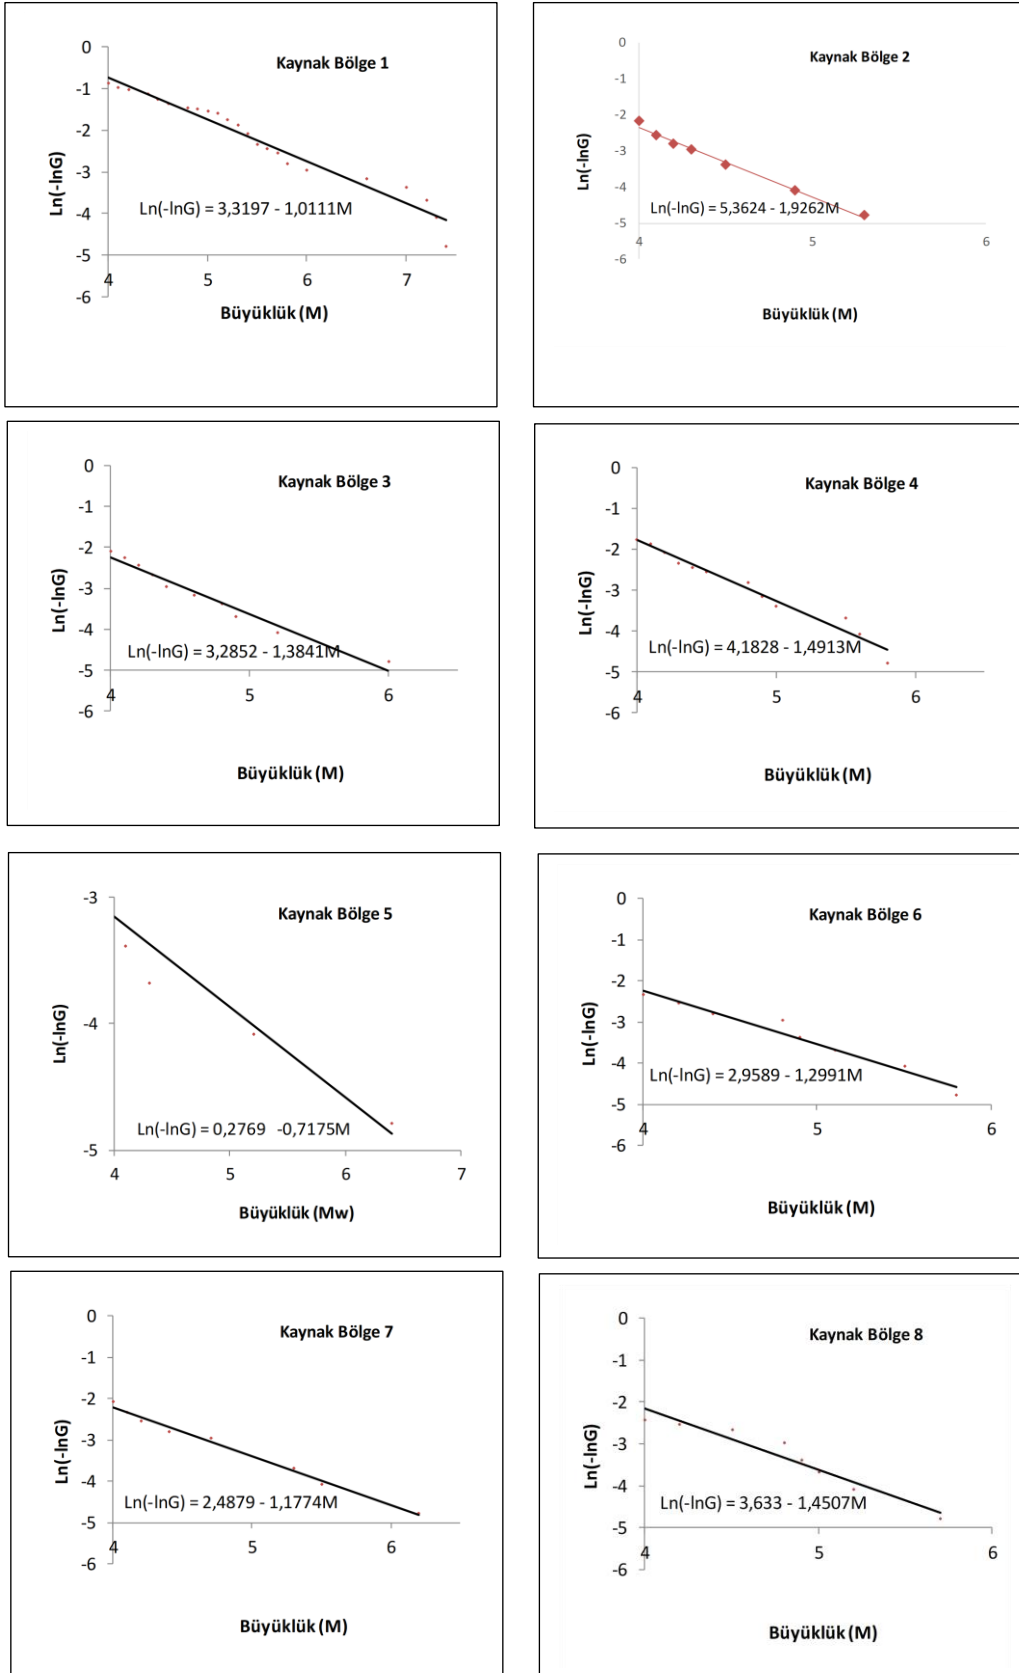 Kaynak Bölge 1
0
-1
-2
-3
-4
-5
-6
4
5
6
7
Ln(-lnG)
Ln(-lnG) = 3,3197 - 1,0111M
Büyüklük (M)
Kaynak Bölge 2
0
-1
-2
-3
-4
-5
-6
4
5
6
Ln(-lnG)
Ln(-lnG) = 5,3624 - 1,9262M
Büyüklük (M)
Kaynak Bölge 3
0
-1
-2
-3
-4
-5
-6
4
5
6
Ln(-lnG)
Ln(-lnG) = 3,2852 - 1,3841M
Büyüklük (M)
Kaynak Bölge 4
0
-1
-2
-3
-4
-5
-6
4
5
6
Ln(-lnG)
Ln(-lnG) = 4,1828 - 1,4913M
Büyüklük (M)
Kaynak Bölge 5
-3
-4
-5
4
5
6
7
Ln(-lnG)
Ln(-lnG) = 0,2769 -0,7175M
Büyüklük (Mw)
Kaynak Bölge 6
0
-1
-2
-3
-4
-5
-6
4
5
6
Ln(-lnG)
Ln(-lnG) = 2,9589 - 1,2991M
Büyüklük (M)
Kaynak Bölge 7
0
-1
-2
-3
-4
-5
-6
4
5
6
Ln(-lnG)
Ln(-lnG) = 2,4879 - 1,1774M
Büyüklük (M)
Kaynak Bölge 8
0
-1
-2
-3
-4
-5
-6
4
5
6
Ln(-lnG)
Ln(-lnG) = 3,633 - 1,4507M
Büyüklük (M)